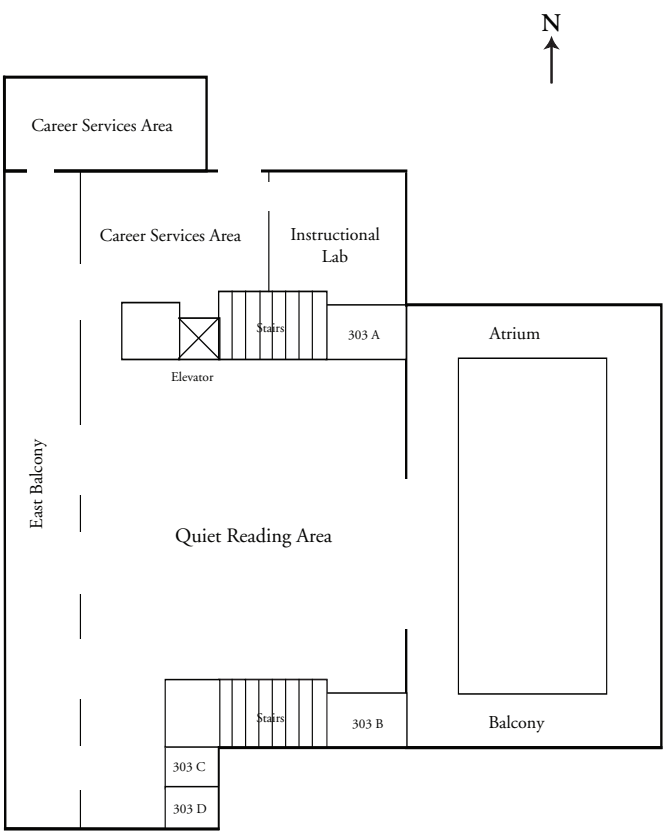 N
Career Services Area
Career Services Area
Instructional
Lab
Stairs
303 A
Atrium
Elevator
East Balcony
Quiet Reading Area
Stairs
303 B
Balcony
303 C
303 D